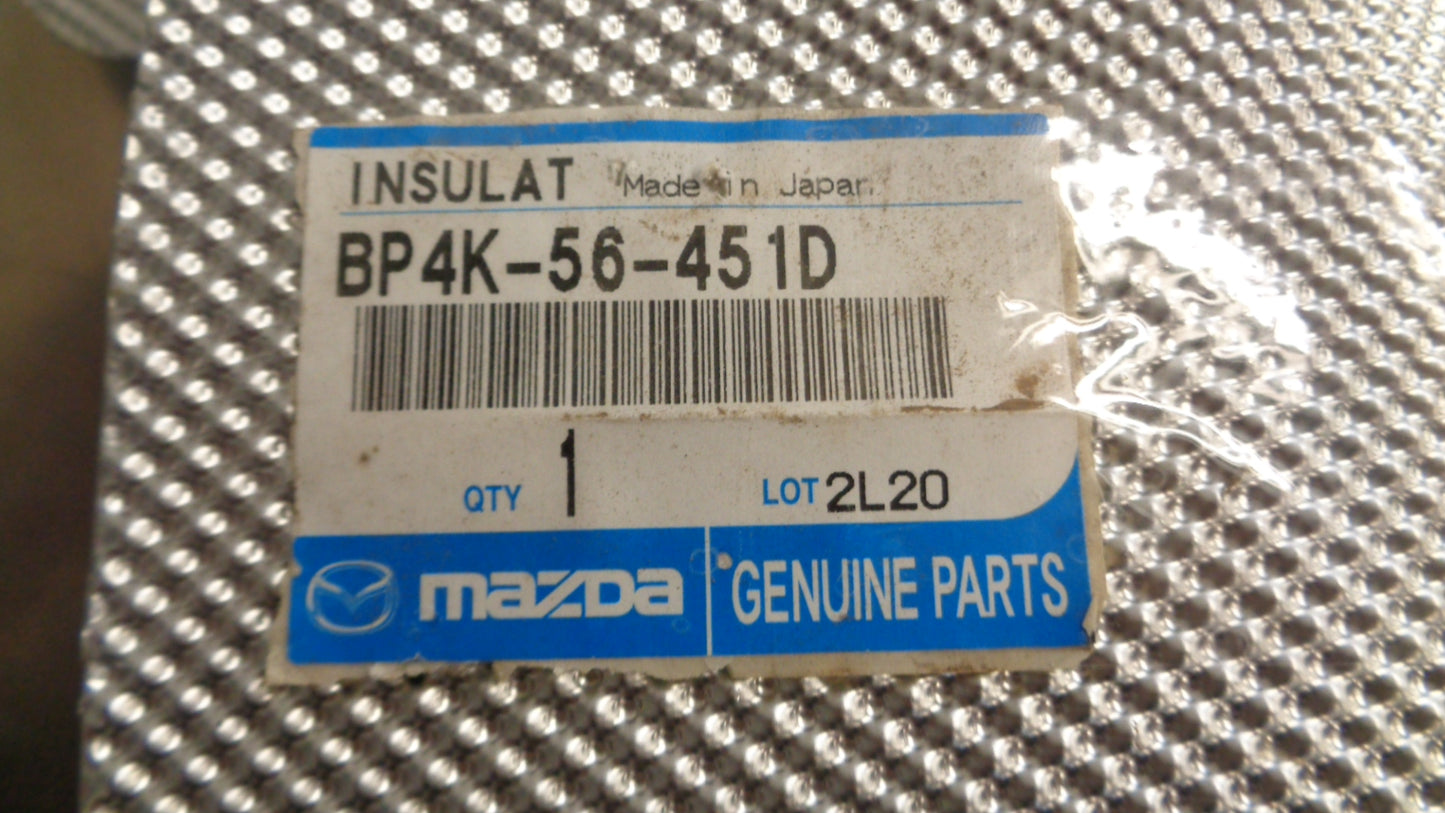 INSULAT Made in Japan
BP4K-56-451D
QTY 1 LOT 2L20
mazda GENUINE PARTS